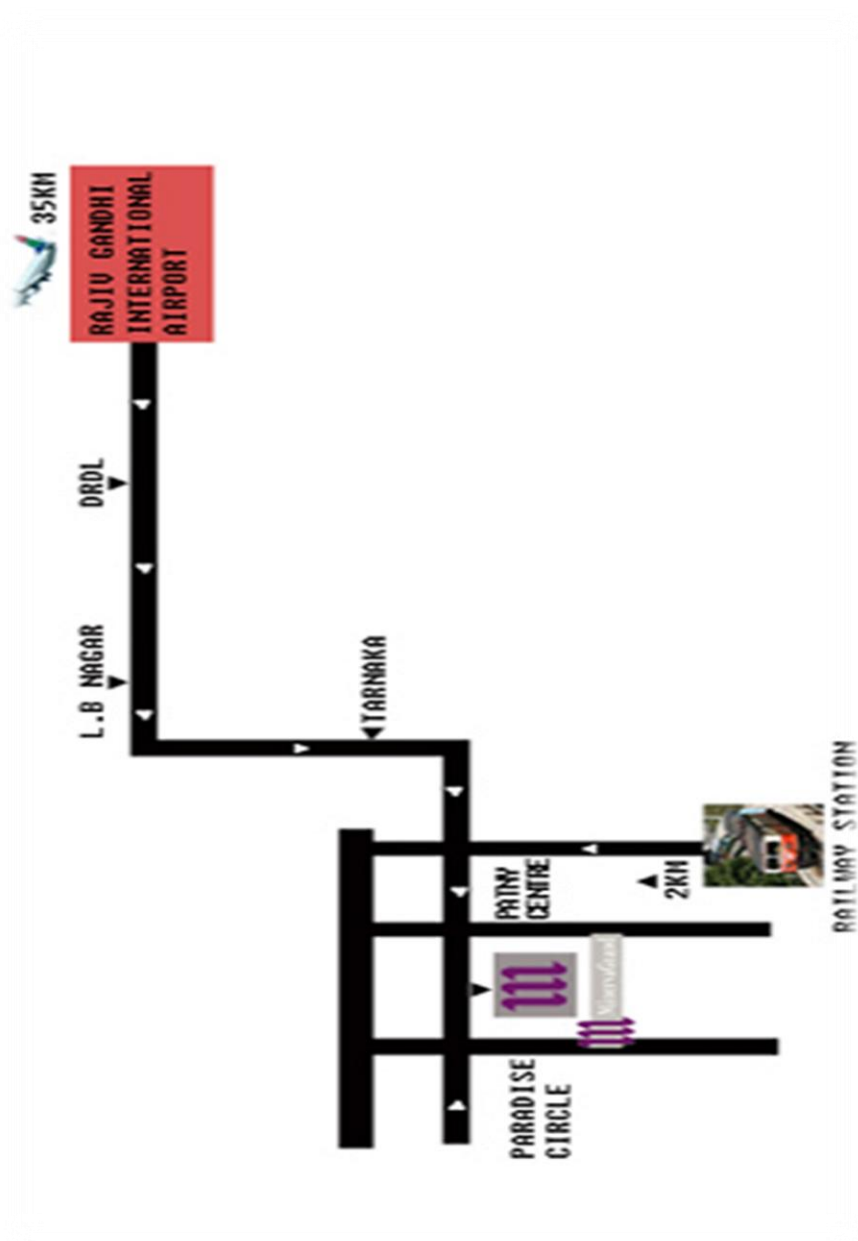 35KM
RAJIV GANDHI
INTERNATIONAL
AIRPORT
DRDL
L.B NAGAR
TARNAKA
PATNY
CENTRE
2KM
RAILWAY STATION
PARADISE
CIRCLE